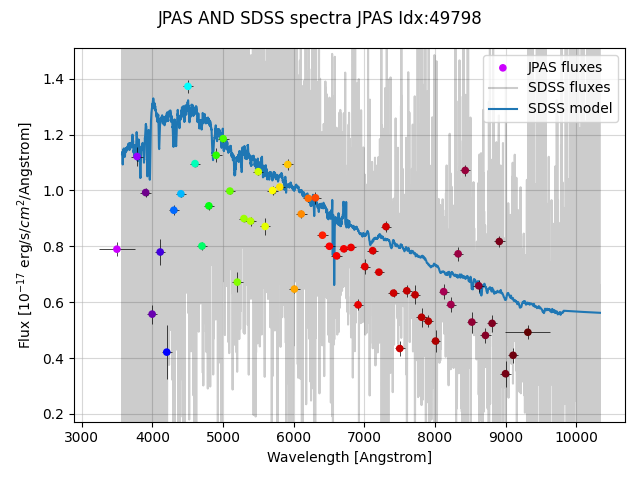 JPAS AND SDSS spectra JPAS Idx:49798
JPAS fluxes
SDSS fluxes
SDSS model
Flux [10⁻¹⁷ erg/s/cm²/Angstrom]
1.4
1.2
1.0
0.8
0.6
0.4
0.2
3000 4000 5000 6000 7000 8000 9000 10000
Wavelength [Angstrom]